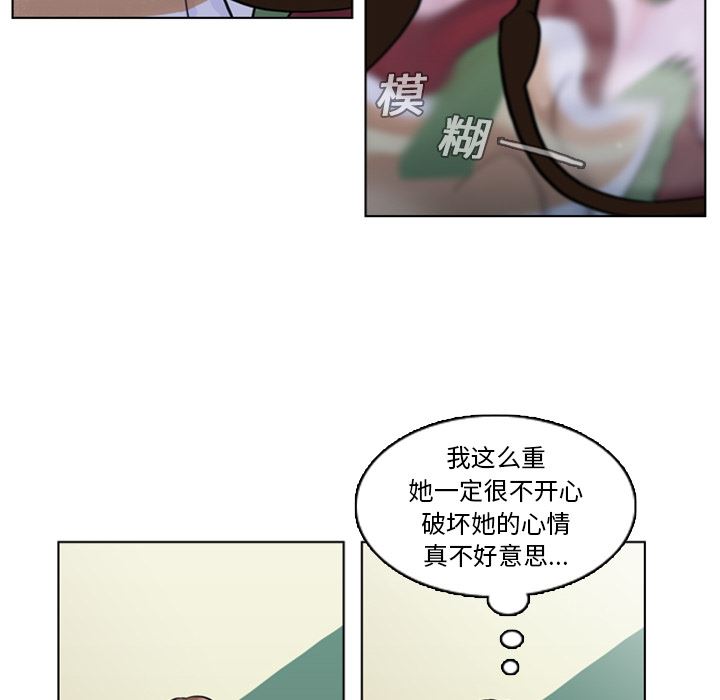 模糊
我这么重
她一定很不开心
破坏她的心情
真不好意思...